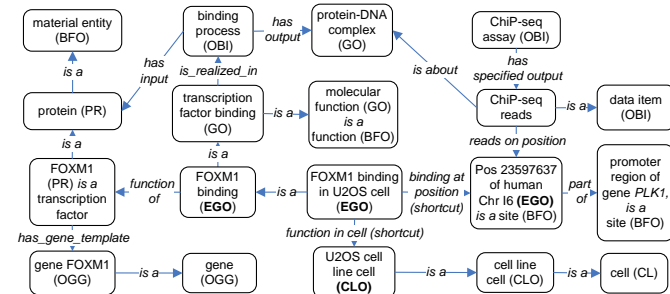 material entity
(BFO)
binding
process
(OBI)
has
output
protein-DNA
complex
(GO)
ChiP-seq
assay (OBI)
has
input
is a
is_realized_in
is about
has
specified output
protein (PR)
transcription
factor binding
(GO)
is a
molecular
function (GO)
is a
function (BFO)
ChiP-seq
reads
is a
data item
(OBI)
is a
is a
reads on position
FOXM1
(PR) is a
transcription
factor
function
of
FOXM1
binding
(EGO)
is a
FOXM1 binding
in U2OS cell
(EGO)
binding at
position
(shortcut)
Pos 23597637
of human
Chr I6 (EGO)
is a site (BFO)
part
of
promoter
region of
gene PLK1,
is a
site (BFO)
has_gene_template
function in cell (shortcut)
gene FOXM1
(OGG)
is a
gene
(OGG)
U2OS cell
line cell
(CLO)
is a
cell line
cell (CLO)
is a
cell (CL)